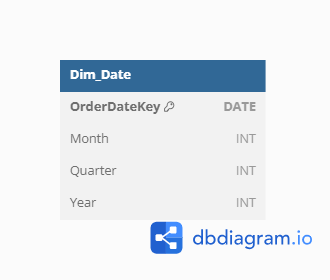 Dim_Date
OrderDateKey DATE
Month INT
Quarter INT
Year INT
dbdiagram.io